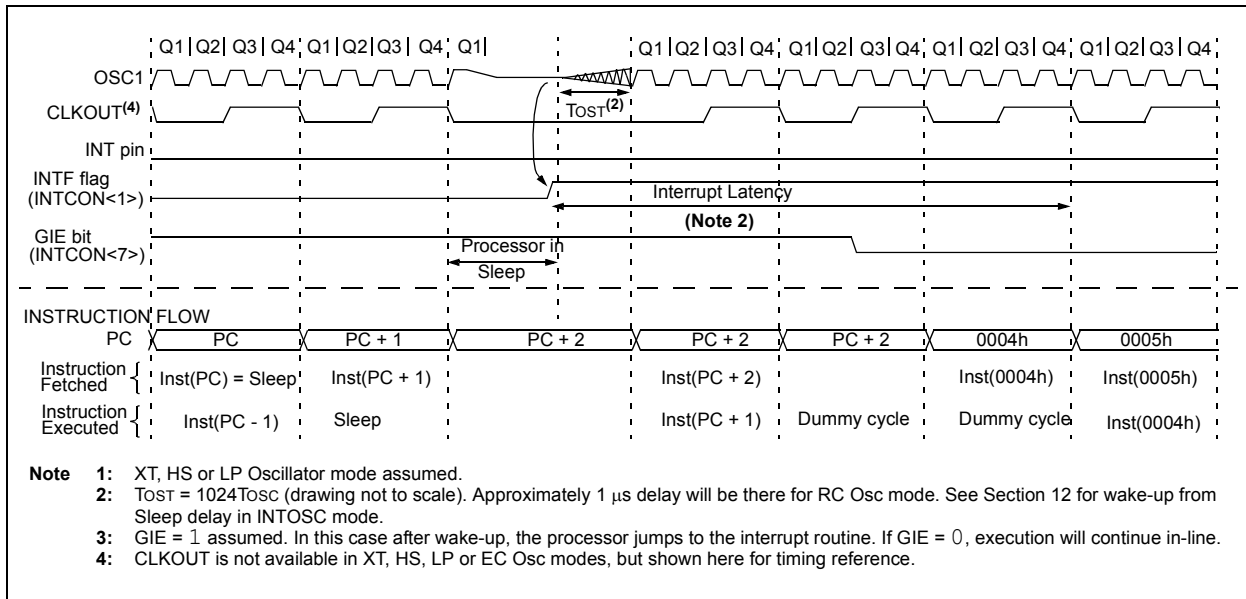 Q1 Q2 Q3 Q4 Q1 Q2 Q3 Q4 Q1 Q1 Q2 Q3 Q4 Q1 Q2 Q3 Q4 Q1 Q2 Q3 Q4 Q1 Q2 Q3 Q4
OSC1
TOST(2)
CLKOUT(4)
INT pin
INTF flag
(INTCON<1>)
Interrupt Latency
(Note 2)
GIE bit
(INTCON<7>)
Processor in
Sleep
INSTRUCTION FLOW
PC PC PC + 1 PC + 2 PC + 2 PC + 2 0004h 0005h
Instruction
Fetched { Inst(PC) = Sleep Inst(PC + 1) Inst(PC + 2) Inst(0004h) Inst(0005h)
Instruction
Executed { Inst(PC - 1) Sleep Inst(PC + 1) Dummy cycle Dummy cycle Inst(0004h)
Note 1: XT, HS or LP Oscillator mode assumed.
2: TOST = 1024TOSC (drawing not to scale). Approximately 1 μs delay will be there for RC Osc mode. See Section 12 for wake-up from
Sleep delay in INTOSC mode.
3: GIE = 1 assumed. In this case after wake-up, the processor jumps to the interrupt routine. If GIE = 0, execution will continue in-line.
4: CLKOUT is not available in XT, HS, LP or EC Osc modes, but shown here for timing reference.